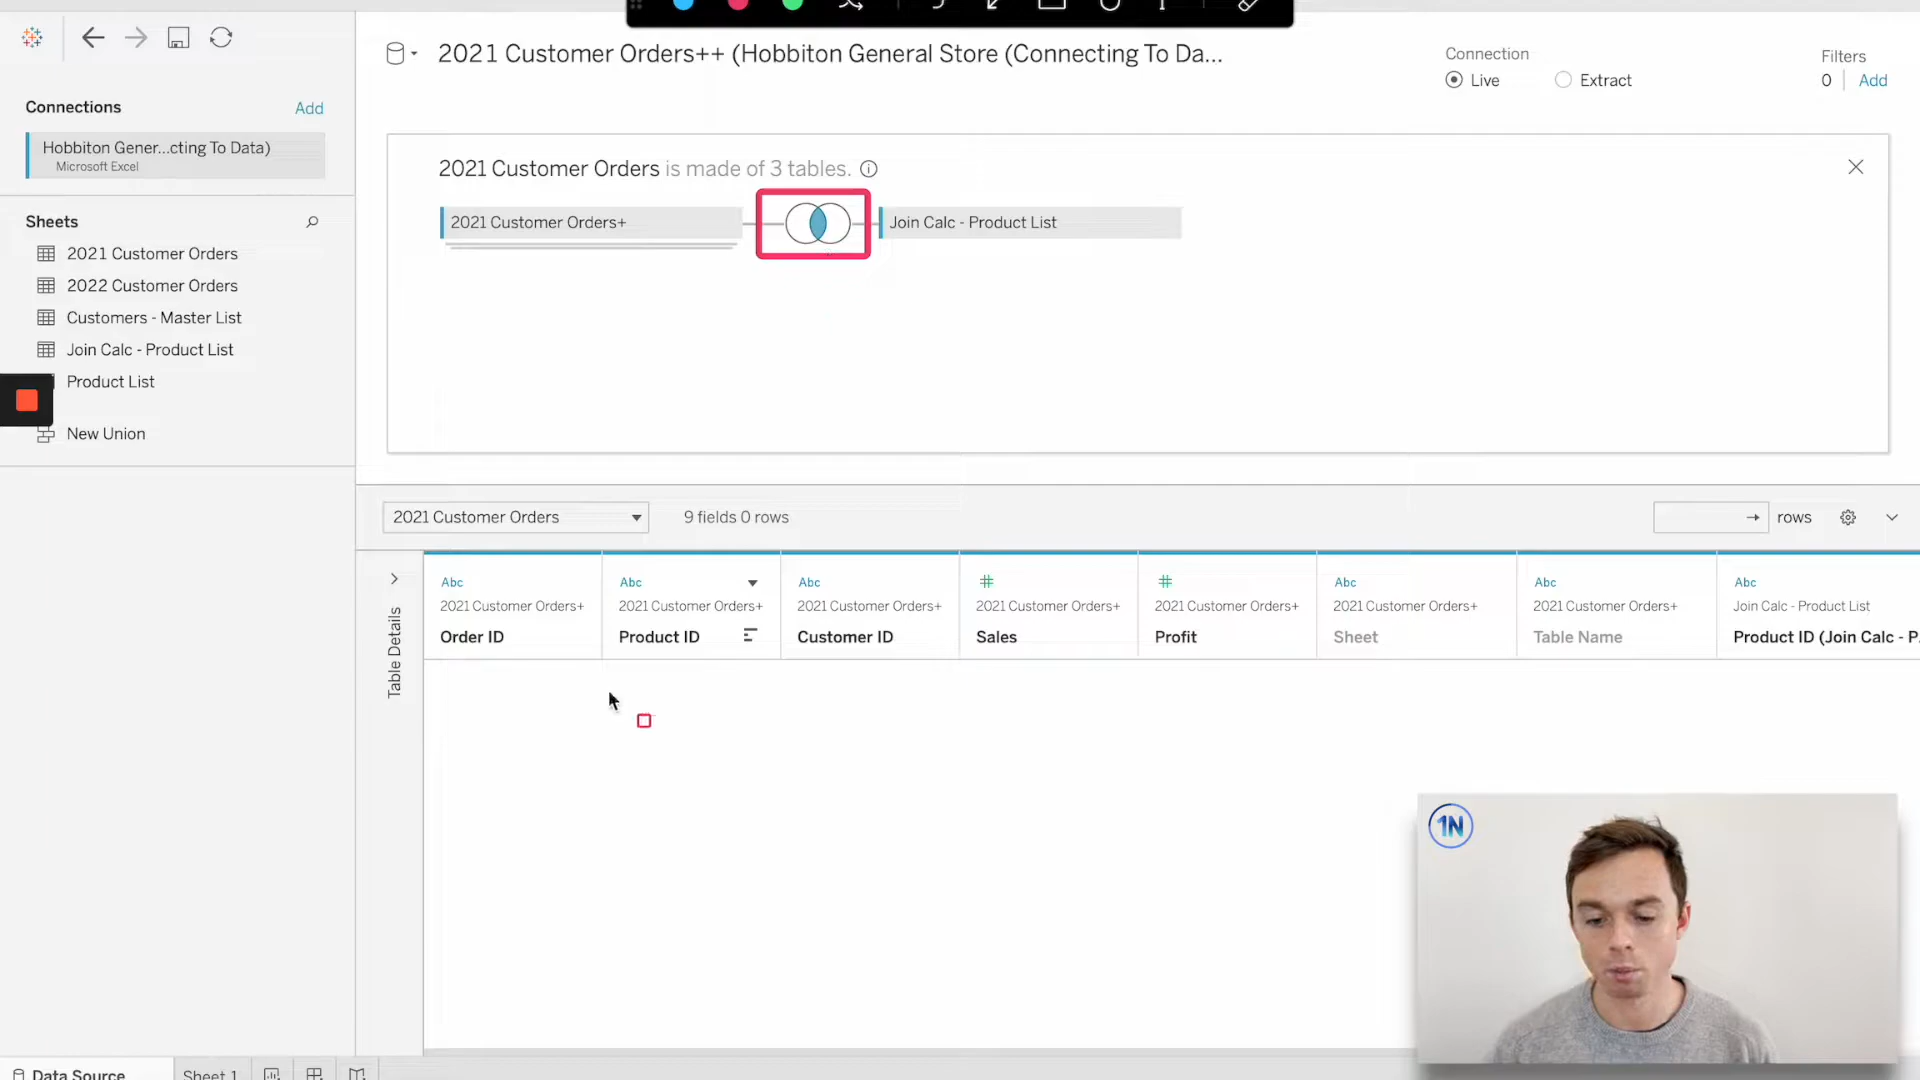 2021 Customer Orders++ (Hobbiton General Store (Connecting To Da...
Connection
Live
Extract
Filters
0
Add
Connections
Add
Hobbiton Gener...cting To Data)
Microsoft Excel
Sheets
2021 Customer Orders
2022 Customer Orders
Customers - Master List
Join Calc - Product List
Product List
New Union
2021 Customer Orders is made of 3 tables.
2021 Customer Orders+
Join Calc - Product List
2021 Customer Orders
9 fields 0 rows
rows
Table Details
Abc
2021 Customer Orders+
Order ID
Abc
2021 Customer Orders+
Product ID
Abc
2021 Customer Orders+
Customer ID
#
2021 Customer Orders+
Sales
#
2021 Customer Orders+
Profit
Abc
2021 Customer Orders+
Sheet
Abc
2021 Customer Orders+
Table Name
Abc
Join Calc - Product List
Product ID (Join Calc - P
1N
Data Source
Sheet 1